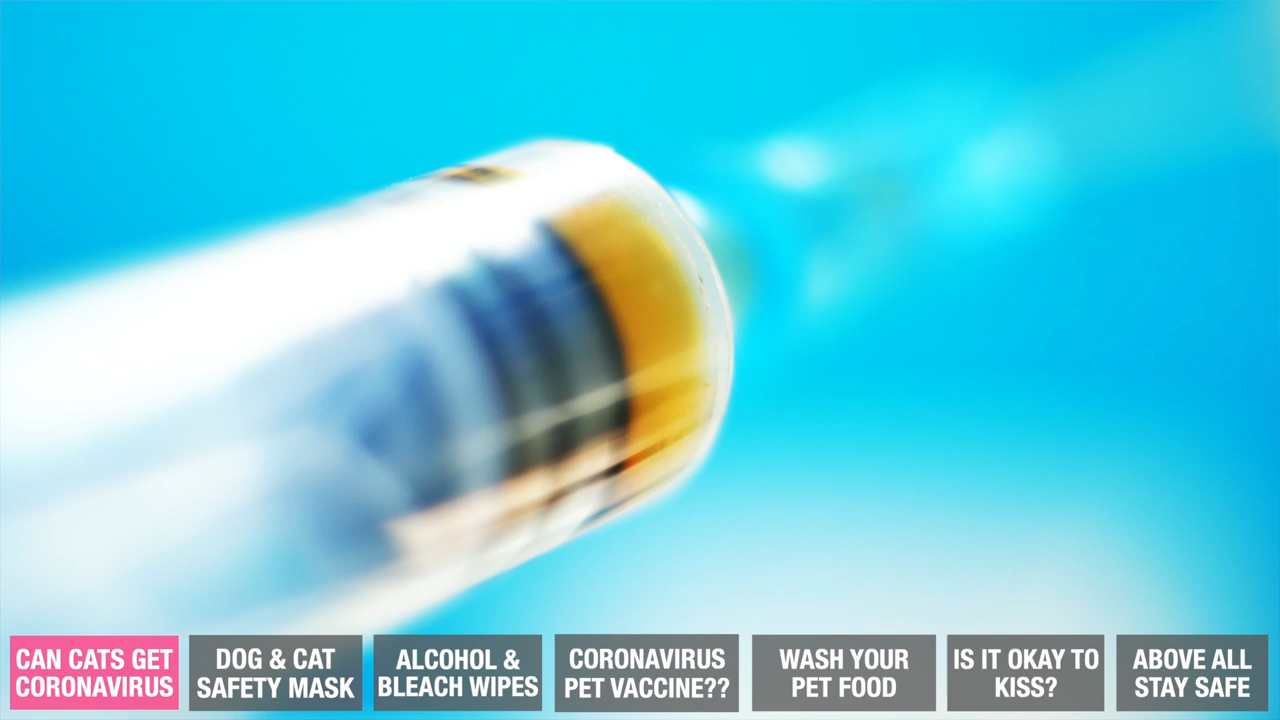 CAN CATS GET
CORONAVIRUS
DOG & CAT
SAFETY MASK
ALCOHOL &
BLEACH WIPES
CORONAVIRUS
PET VACCINE??
WASH YOUR
PET FOOD
IS IT OKAY TO
KISS?
ABOVE ALL
STAY SAFE